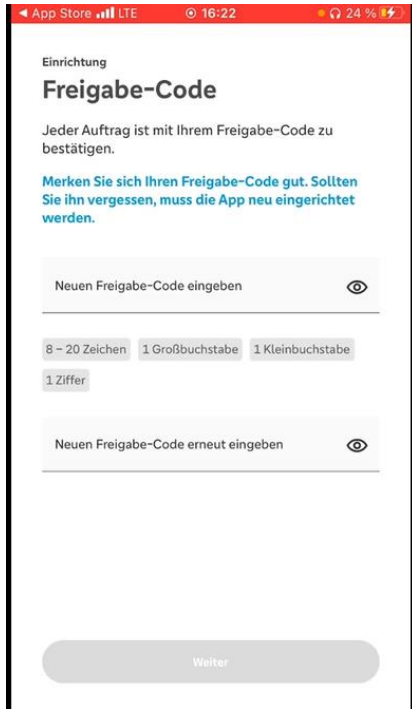 ◀ App Store LTE 16:22 24 %
Einrichtung
Freigabe-Code
Jeder Auftrag ist mit Ihrem Freigabe-Code zu
bestätigen.
Merken Sie sich Ihren Freigabe-Code gut. Sollten
Sie ihn vergessen, muss die App neu eingerichtet
werden.
Neuen Freigabe-Code eingeben
8 – 20 Zeichen 1 Großbuchstabe 1 Kleinbuchstabe
1 Ziffer
Neuen Freigabe-Code erneut eingeben
Weiter